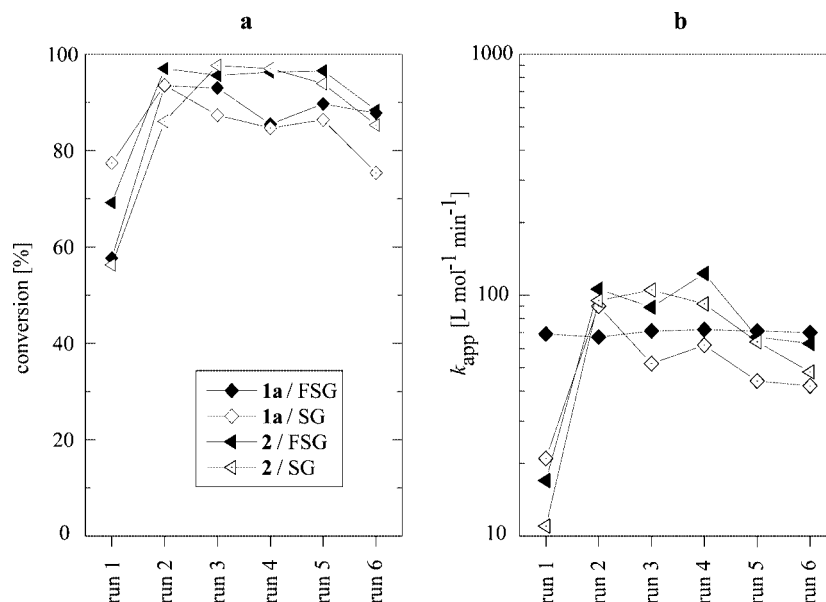 a
100
80
60
40
20
0
conversion [%]
1a / FSG
1a / SG
2 / FSG
2 / SG
run 1
run 2
run 3
run 4
run 5
run 6
b
1000
100
10
k_app [L mol⁻¹ min⁻¹]
run 1
run 2
run 3
run 4
run 5
run 6